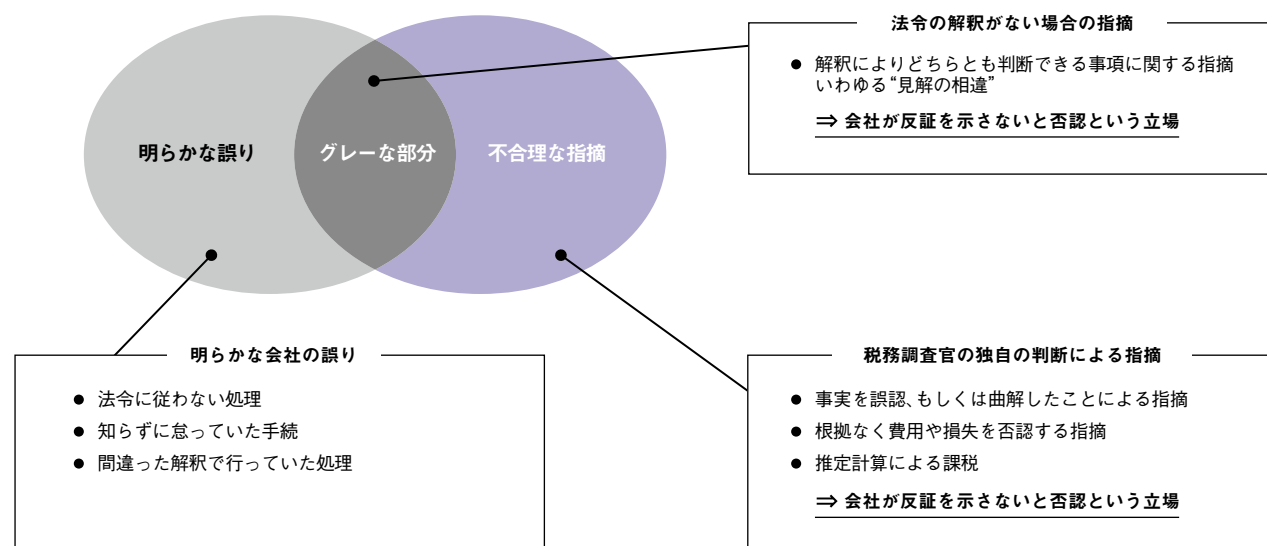 明らかな誤り
グレーな部分
不合理な指摘
法令の解釈がない場合の指摘
● 解釈によりどちらとも判断できる事項に関する指摘
いわゆる“見解の相違”
⇒ 会社が反証を示さないと否認という立場
明らかな会社の誤り
● 法令に従わない処理
● 知らずに怠っていた手続
● 間違った解釈で行っていた処理
税務調査官の独自の判断による指摘
● 事実を誤認、もしくは曲解したことによる指摘
● 根拠なく費用や損失を否認する指摘
● 推定計算による課税
⇒ 会社が反証を示さないと否認という立場